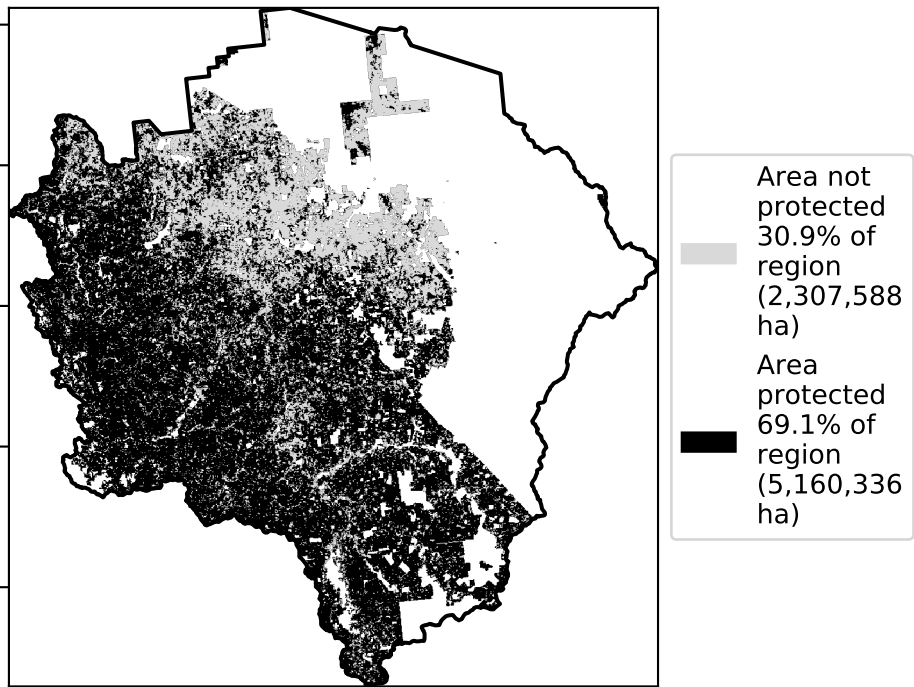 Area not
protected
30.9% of
region
(2,307,588
ha)
Area
protected
69.1% of
region
(5,160,336
ha)